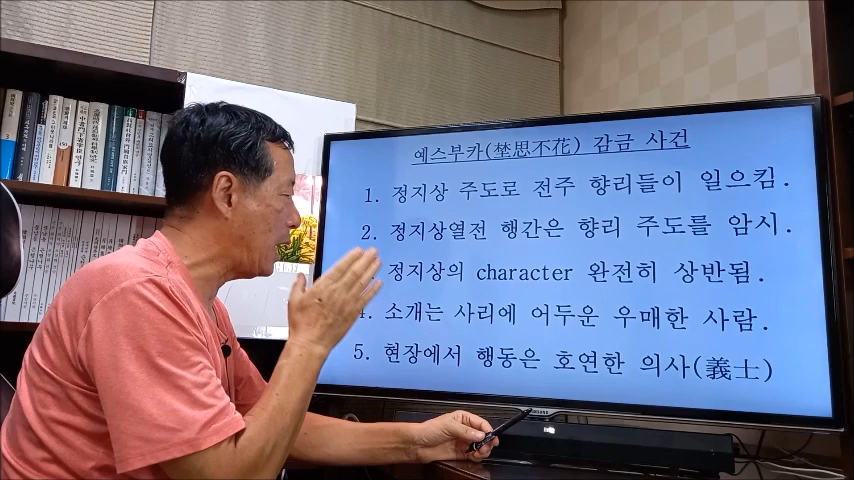 에스부카(埜思不花) 감금 사건
1. 정지상 주도로 전주 향리들이 일으킴.
2. 정지상열전 행간은 향리 주도를 암시.
정지상의 character 완전히 상반됨.
4. 소개는 사리에 어두운 우매한 사람.
5. 현장에서 행동은 호연한 의사(義士)
SAMSUNG